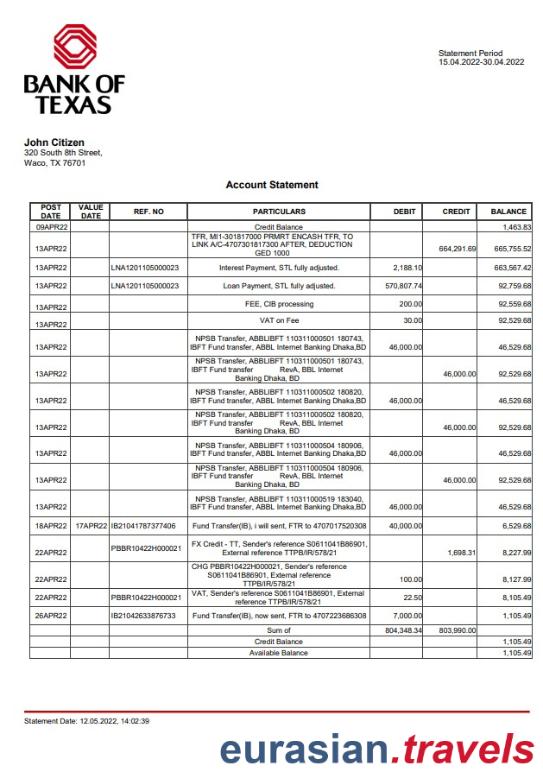 Statement Period
15.04.2022-30.04.2022
BANK OF
TEXAS
John Citizen
320 South 8th Street,
Waco, TX 76701
Account Statement
POST DATE VALUE DATE REF. NO PARTICULARS DEBIT CREDIT BALANCE
09APR22 Credit Balance 1,463.83
13APR22 TFR, MI1-301817000 PRMRT ENCASH TFR, TO
LINK A/C-4707301817300 AFTER, DEDUCTION
GED 1000 664,291.69 665,755.52
13APR22 LNA1201105000023 Interest Payment, STL fully adjusted. 2,188.10 663,567.42
13APR22 LNA1201105000023 Loan Payment, STL fully adjusted. 570,807.74 92,759.68
13APR22 FEE, CIB processing 200.00 92,559.68
13APR22 VAT on Fee 30.00 92,529.68
13APR22 NPSB Transfer, ABBLIBFT 110311000501 180743,
IBFT Fund transfer, ABBL Internet Banking Dhaka,BD 46,000.00 46,529.68
13APR22 NPSB Transfer, ABBLIBFT 110311000501 180743,
IBFT Fund transfer RevA, BBL Internet
Banking Dhaka, BD 46,000.00 92,529.68
13APR22 NPSB Transfer, ABBLIBFT 110311000502 180820,
IBFT Fund transfer, ABBL Internet Banking Dhaka,BD 46,000.00 46,529.68
13APR22 NPSB Transfer, ABBLIBFT 110311000502 180820,
IBFT Fund transfer RevA, BBL Internet
Banking Dhaka, BD 46,000.00 92,529.68
13APR22 NPSB Transfer, ABBLIBFT 110311000504 180906,
IBFT Fund transfer, ABBL Internet Banking Dhaka,BD 46,000.00 46,529.68
13APR22 NPSB Transfer, ABBLIBFT 110311000504 180906,
IBFT Fund transfer RevA, BBL Internet
Banking Dhaka, BD 46,000.00 92,529.68
13APR22 NPSB Transfer, ABBLIBFT 110311000519 183040,
IBFT Fund transfer, ABBL Internet Banking Dhaka,BD 46,000.00 46,529.68
18APR22 17APR22 IB21041787377406 Fund Transfer(IB), i will sent, FTR to 4707017520308 40,000.00 6,529.68
22APR22 PBBR10422H000021 FX Credit - TT, Sender's reference S0611041B86901,
External reference TTPB/IR/578/21 1,698.31 8,227.99
22APR22 CHG PBBR10422H000021, Sender's reference
S0611041B86901, External reference
TTPB/IR/578/21 100.00 8,127.99
22APR22 PBBR10422H000021 VAT, Sender's reference S0611041B86901, External
reference TTPB/IR/578/21 22.50 8,105.49
26APR22 IB21042633876733 Fund Transfer(IB), now sent, FTR to 4707223686308 7,000.00 1,105.49
Sum of 804,348.34 803,990.00
Credit Balance 1,105.49
Available Balance 1,105.49
Statement Date: 12.05.2022, 14:02:39
eurasian.travels